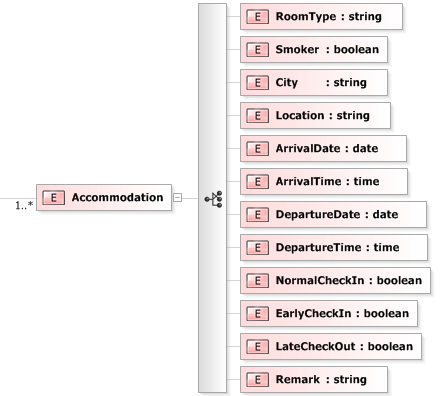 E RoomType : string
E Smoker : boolean
E City : string
E Location : string
E ArrivalDate : date
E ArrivalTime : time
1..* E Accommodation
E DepartureDate : date
E DepartureTime : time
E NormalCheckIn : boolean
E EarlyCheckIn : boolean
E LateCheckOut : boolean
E Remark : string